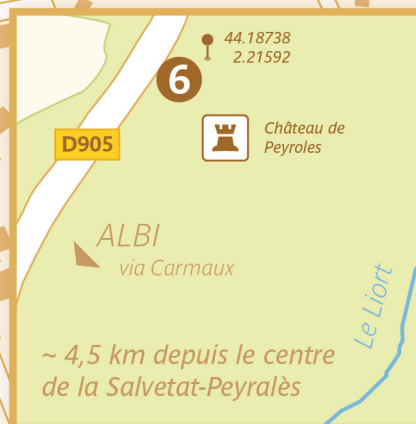 44.18738
2.21592
6
Château de
Peyroles
D905
ALBI
via Carmaux
Le Liort
~ 4,5 km depuis le centre
de la Salvetat-Peyralès